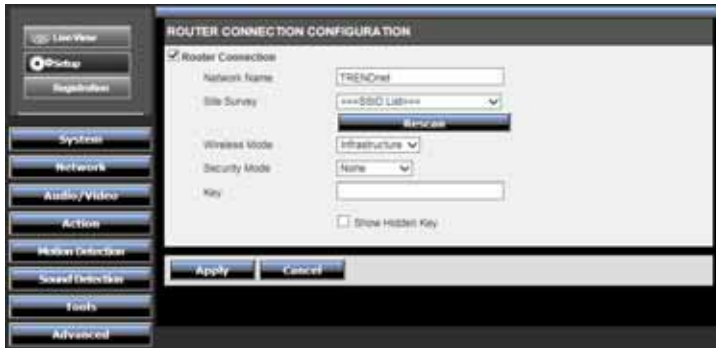 Live View
Setup
Registration
System
Network
Audio/Video
Action
Motion Detection
Sound Detection
Tools
Advanced
ROUTER CONNECTION CONFIGURATION
Router Connection
Network Name TRENDnet
Site Survey ===SSID List===
Rescan
Wireless Mode Infrastructure
Security Mode None
Key
Show Hidden Key
Apply Cancel